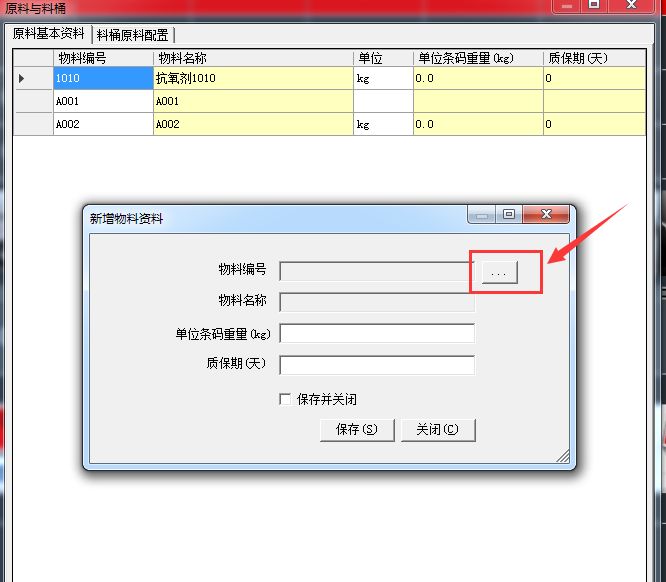 原料与料桶
原料基本资料 料桶原料配置
物料编号 物料名称 单位 单位条码重量(kg) 质保期(天)
1010 抗氧剂1010 kg 0.0 0
A001 A001
A002 A002 kg 0.0 0
新增物料资料
物料编号 ...
物料名称
单位条码重量(kg)
质保期(天)
保存并关闭
保存(S) 关闭(C)